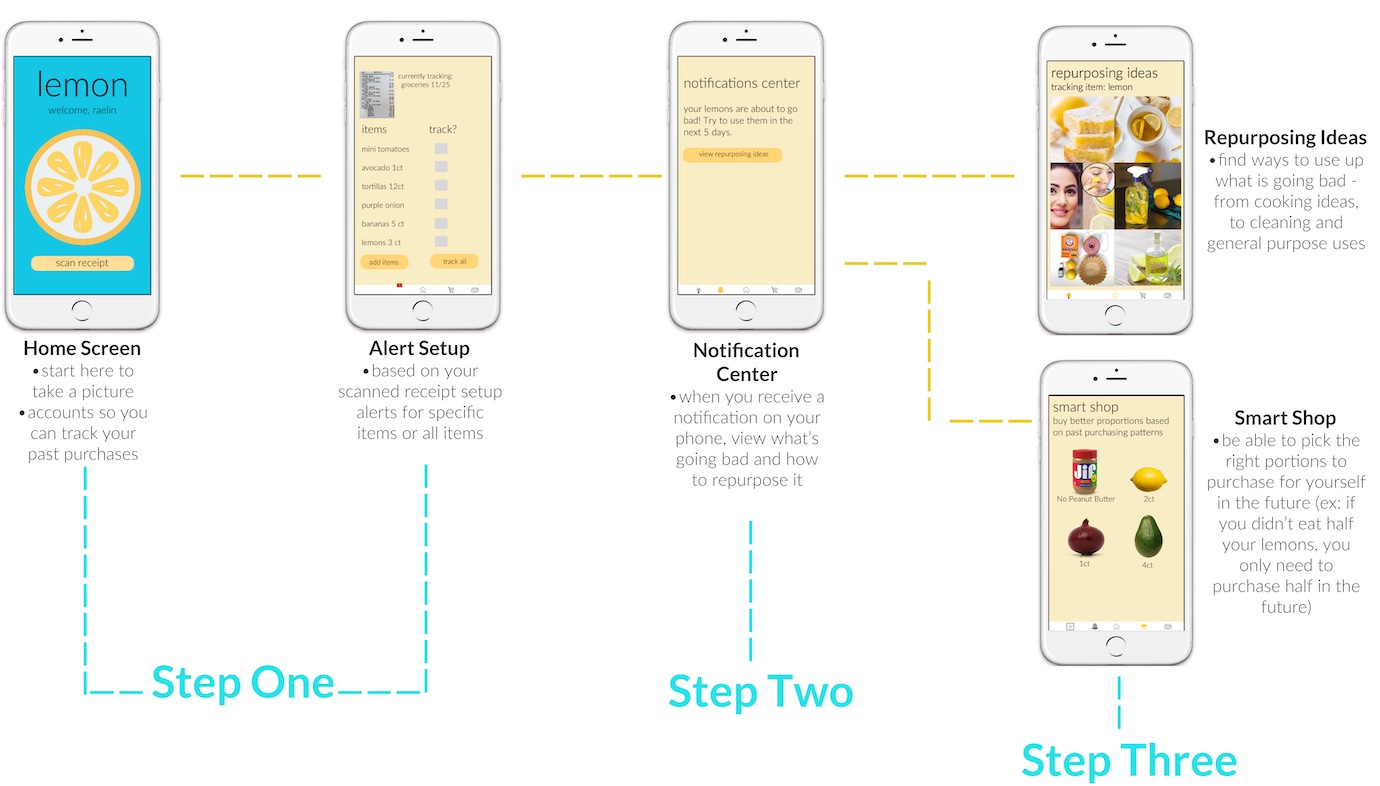 lemon
welcome, raelin
scan receipt
Home Screen
•start here to
take a picture
•accounts so you
can track your
past purchases
currently tracking:
groceries 11/25
items track?
mini tomatoes
avocado 1ct
tortillas 12ct
purple onion
bananas 5 ct
lemons 3 ct
add items track all
Alert Setup
•based on your
scanned receipt setup
alerts for specific
items or all items
Step One
notifications center
your lemons are about to go
bad! Try to use them in the
next 5 days.
view repurposing ideas
Notification
Center
•when you receive a
notification on your
phone, view what's
going bad and how
to repurpose it
Step Two
repurposing ideas
tracking item: lemon
Repurposing Ideas
•find ways to use up
what is going bad -
from cooking ideas,
to cleaning and
general purpose uses
smart shop
buy better proportions based
on past purchasing patterns
Jif
No Peanut Butter
2ct
1ct
4ct
Smart Shop
•be able to pick the
right portions to
purchase for yourself
in the future (ex: if
you didn't eat half
your lemons, you
only need to
purchase half in the
future)
Step Three